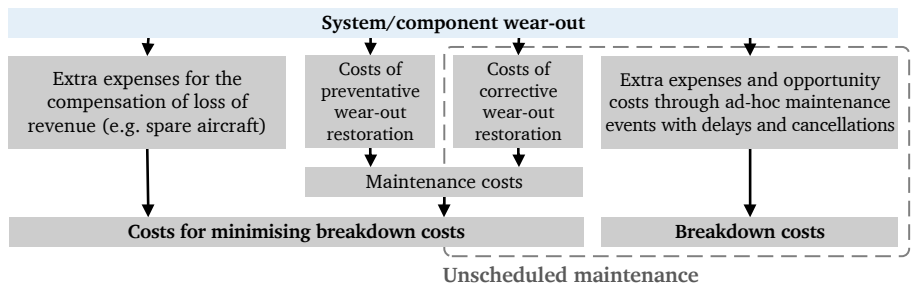 System/component wear-out
Extra expenses for the
compensation of loss of
revenue (e.g. spare aircraft)
Costs of
preventative
wear-out
restoration
Costs of
corrective
wear-out
restoration
Extra expenses and opportunity
costs through ad-hoc maintenance
events with delays and cancellations
Maintenance costs
Costs for minimising breakdown costs
Breakdown costs
Unscheduled maintenance